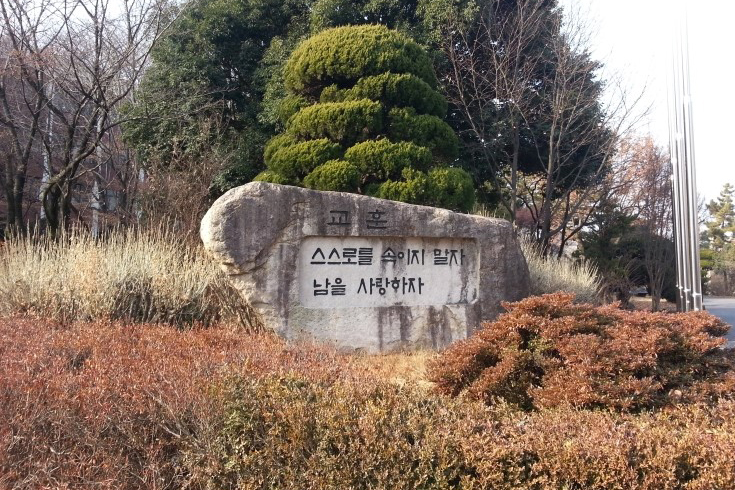 교훈
스스로를 속이지 말자
남을 사랑하자